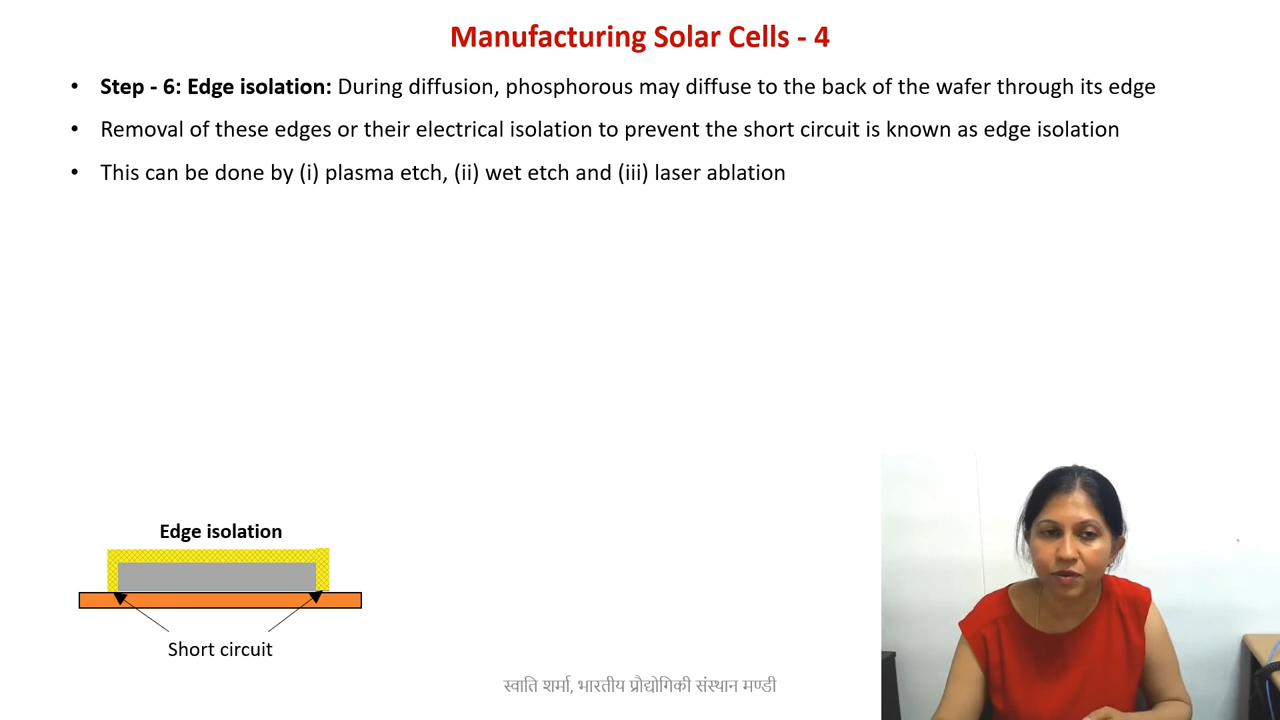 Manufacturing Solar Cells - 4
• Step - 6: Edge isolation: During diffusion, phosphorous may diffuse to the back of the wafer through its edge
• Removal of these edges or their electrical isolation to prevent the short circuit is known as edge isolation
• This can be done by (i) plasma etch, (ii) wet etch and (iii) laser ablation
Edge isolation
Short circuit
स्वाति शर्मा, भारतीय प्रौद्योगिकी संस्थान मण्डी